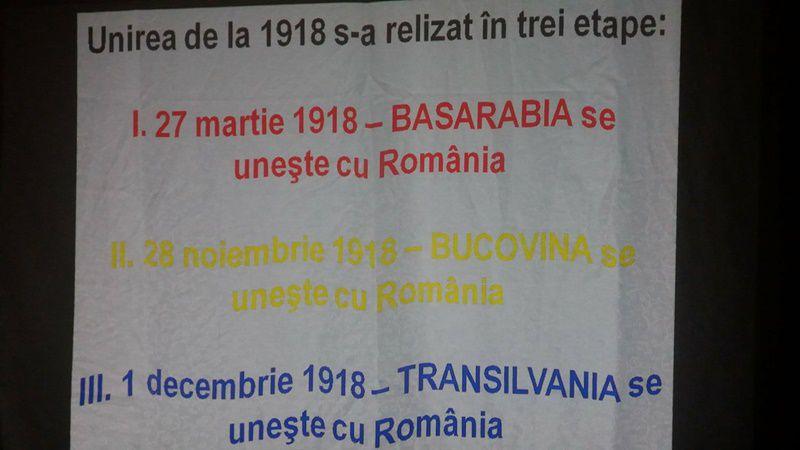 Unirea de la 1918 s-a relizat în trei etape:
I. 27 martie 1918 – BASARABIA se
uneşte cu România
II. 28 noiembrie 1918 – BUCOVINA se
uneşte cu România
III. 1 decembrie 1918 – TRANSILVANIA se
uneşte cu România